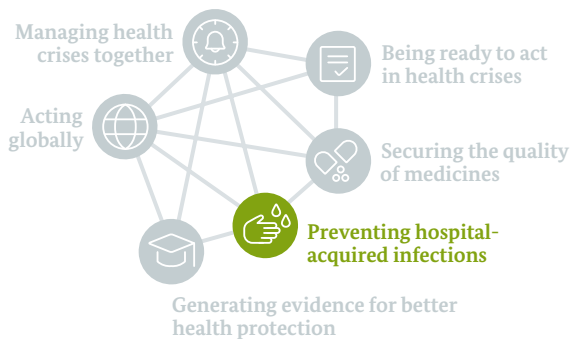 Managing health
crises together
Being ready to act
in health crises
Acting
globally
Securing the quality
of medicines
Preventing hospital-
acquired infections
Generating evidence for better
health protection